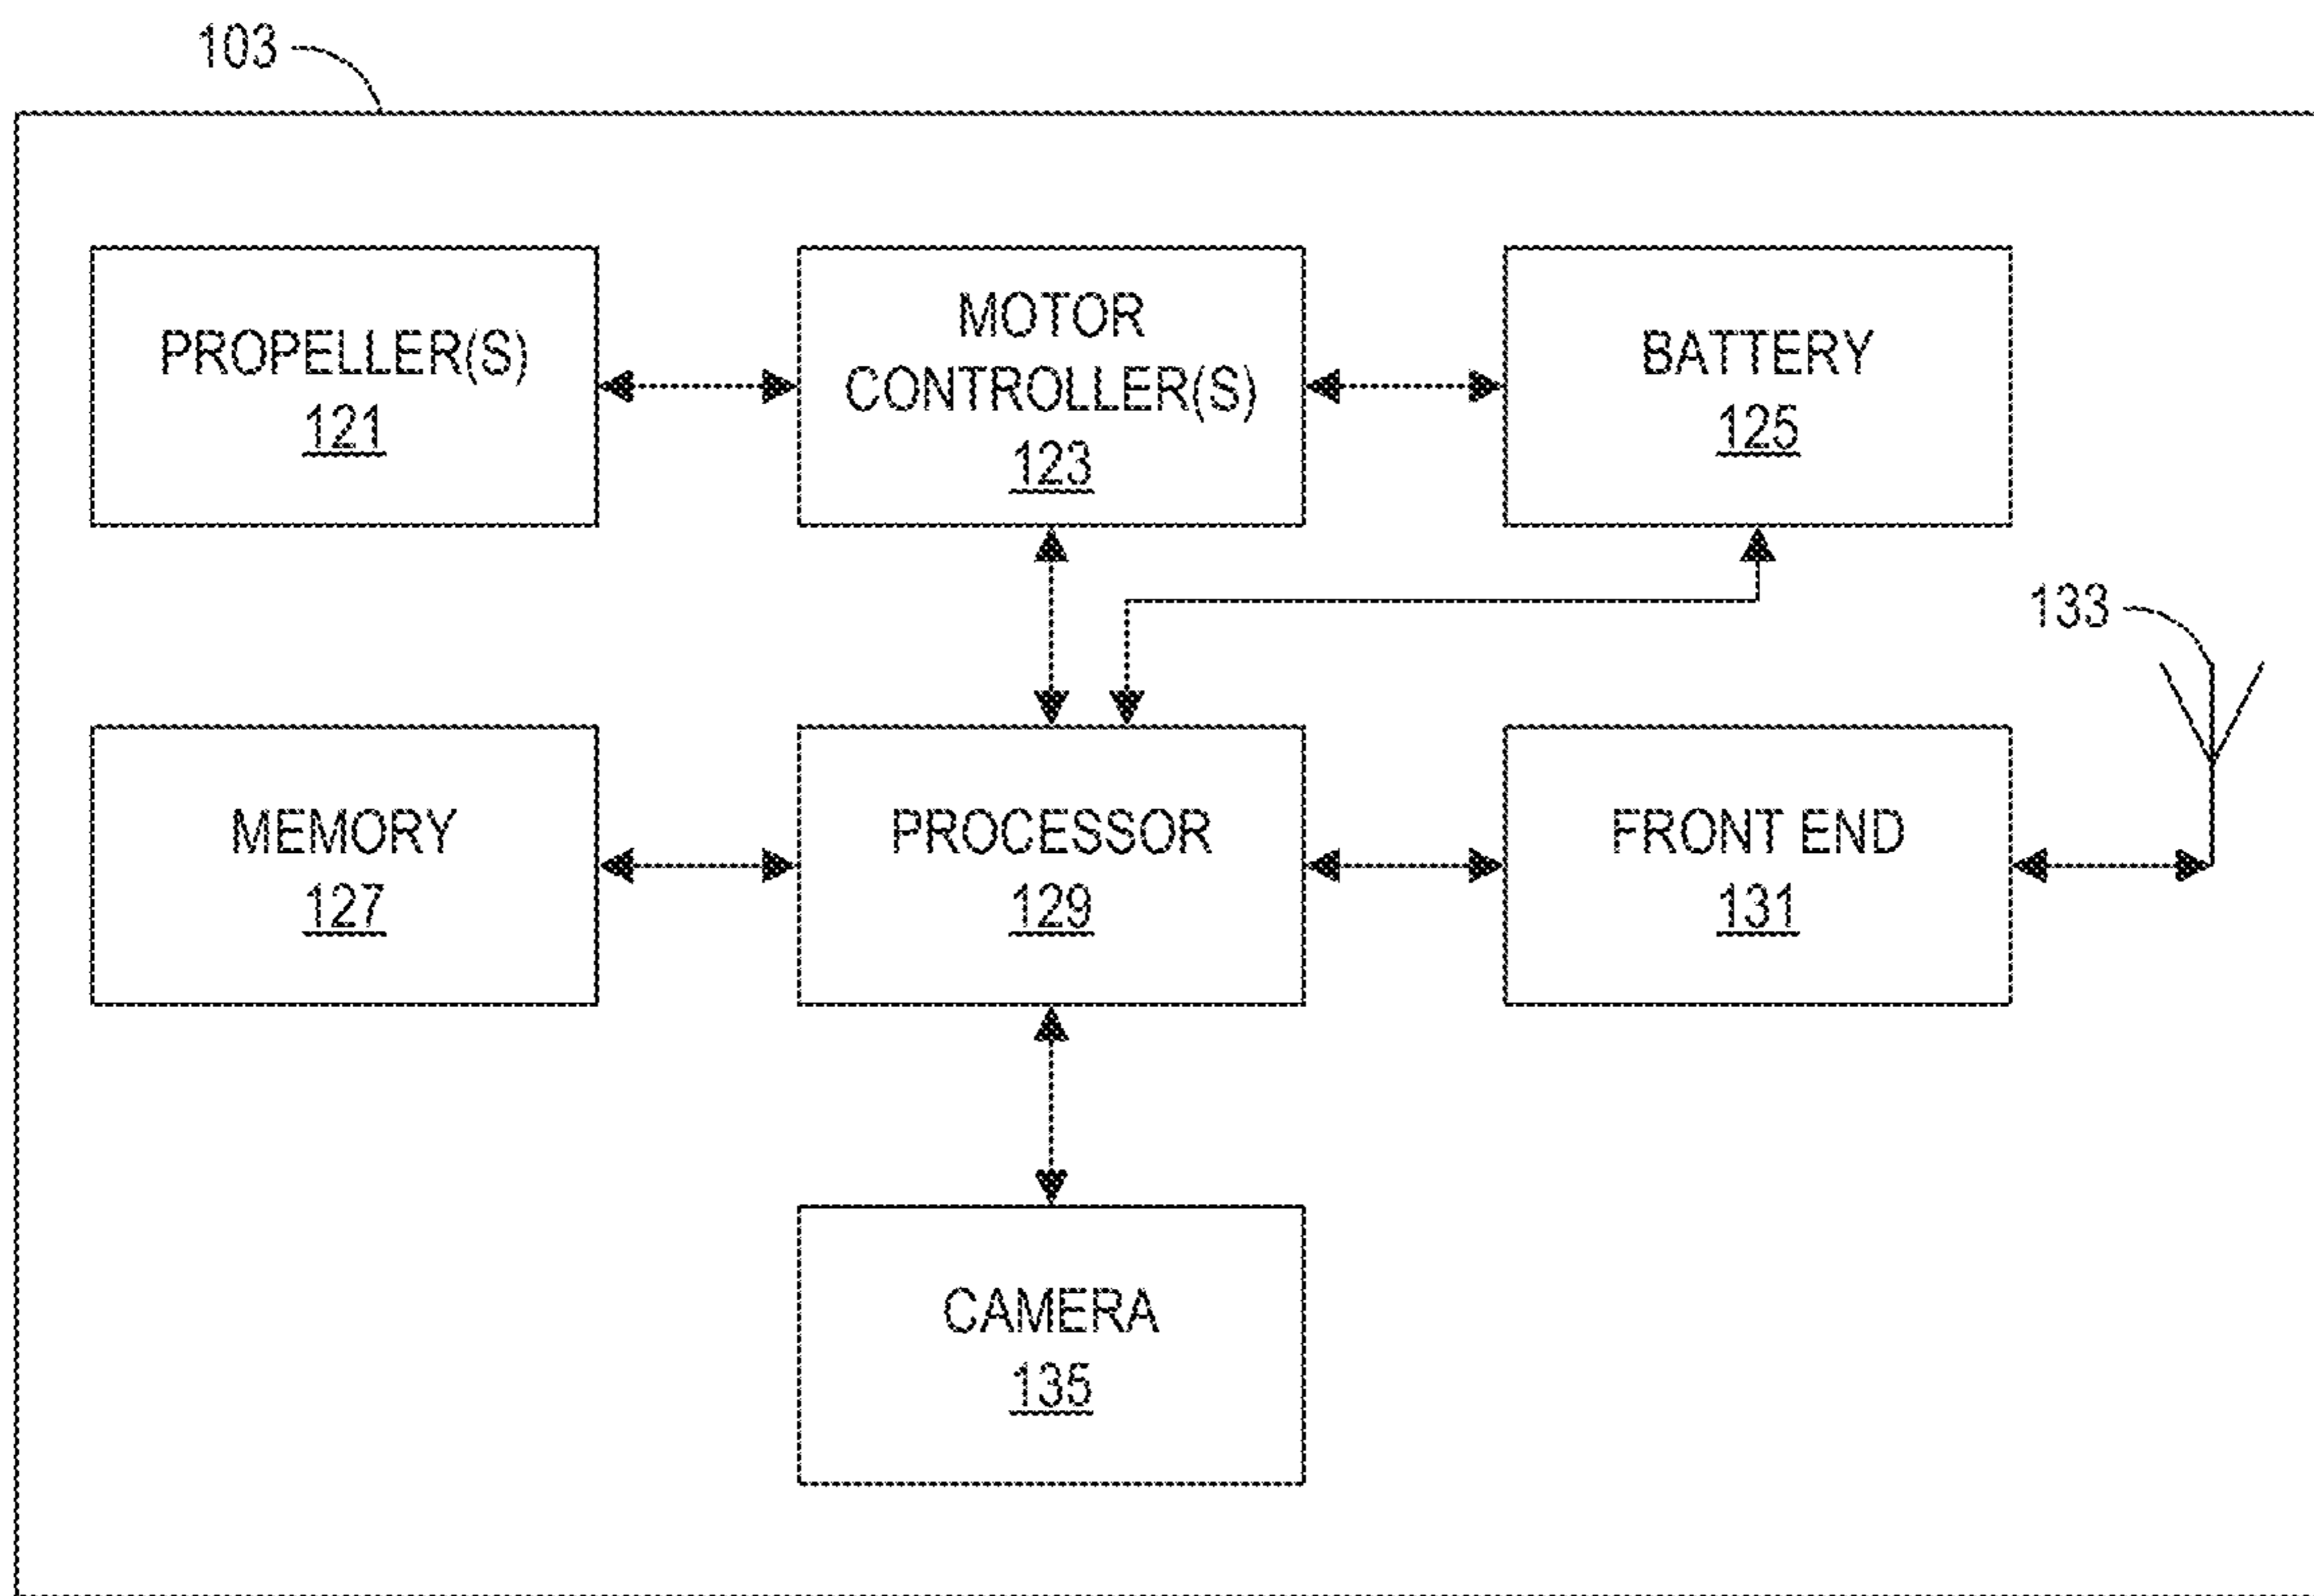 103
PROPELLER(S)
121
MOTOR
CONTROLLER(S)
123
BATTERY
125
133
MEMORY
127
PROCESSOR
129
FRONT END
131
CAMERA
135